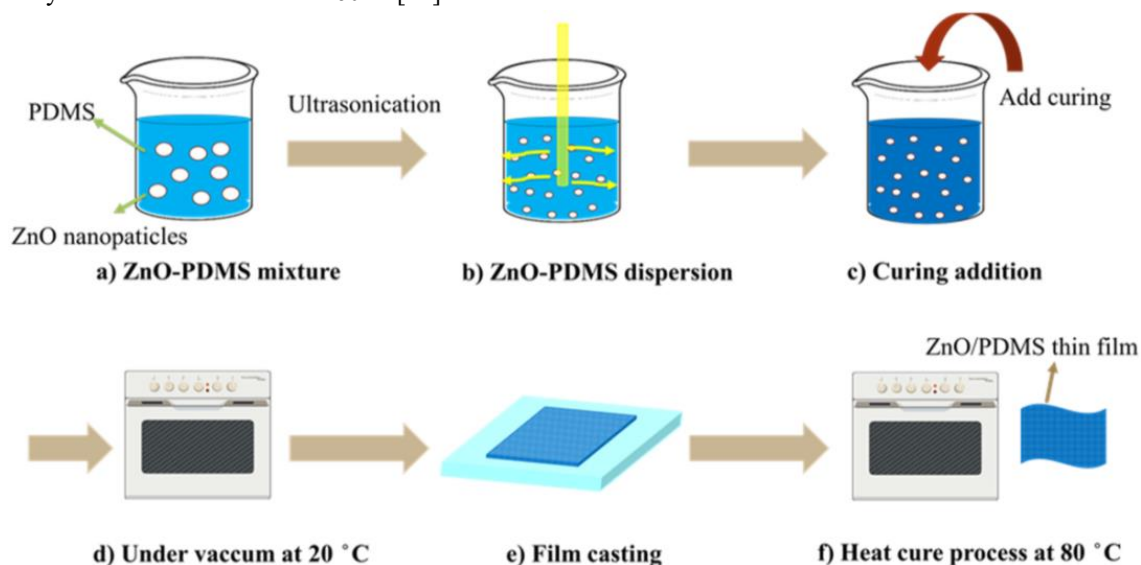 PDMS
Ultrasonication
Add curing
ZnO nanopaticles
a) ZnO-PDMS mixture
b) ZnO-PDMS dispersion
c) Curing addition
ZnO/PDMS thin film
d) Under vaccum at 20 °C
e) Film casting
f) Heat cure process at 80 °C